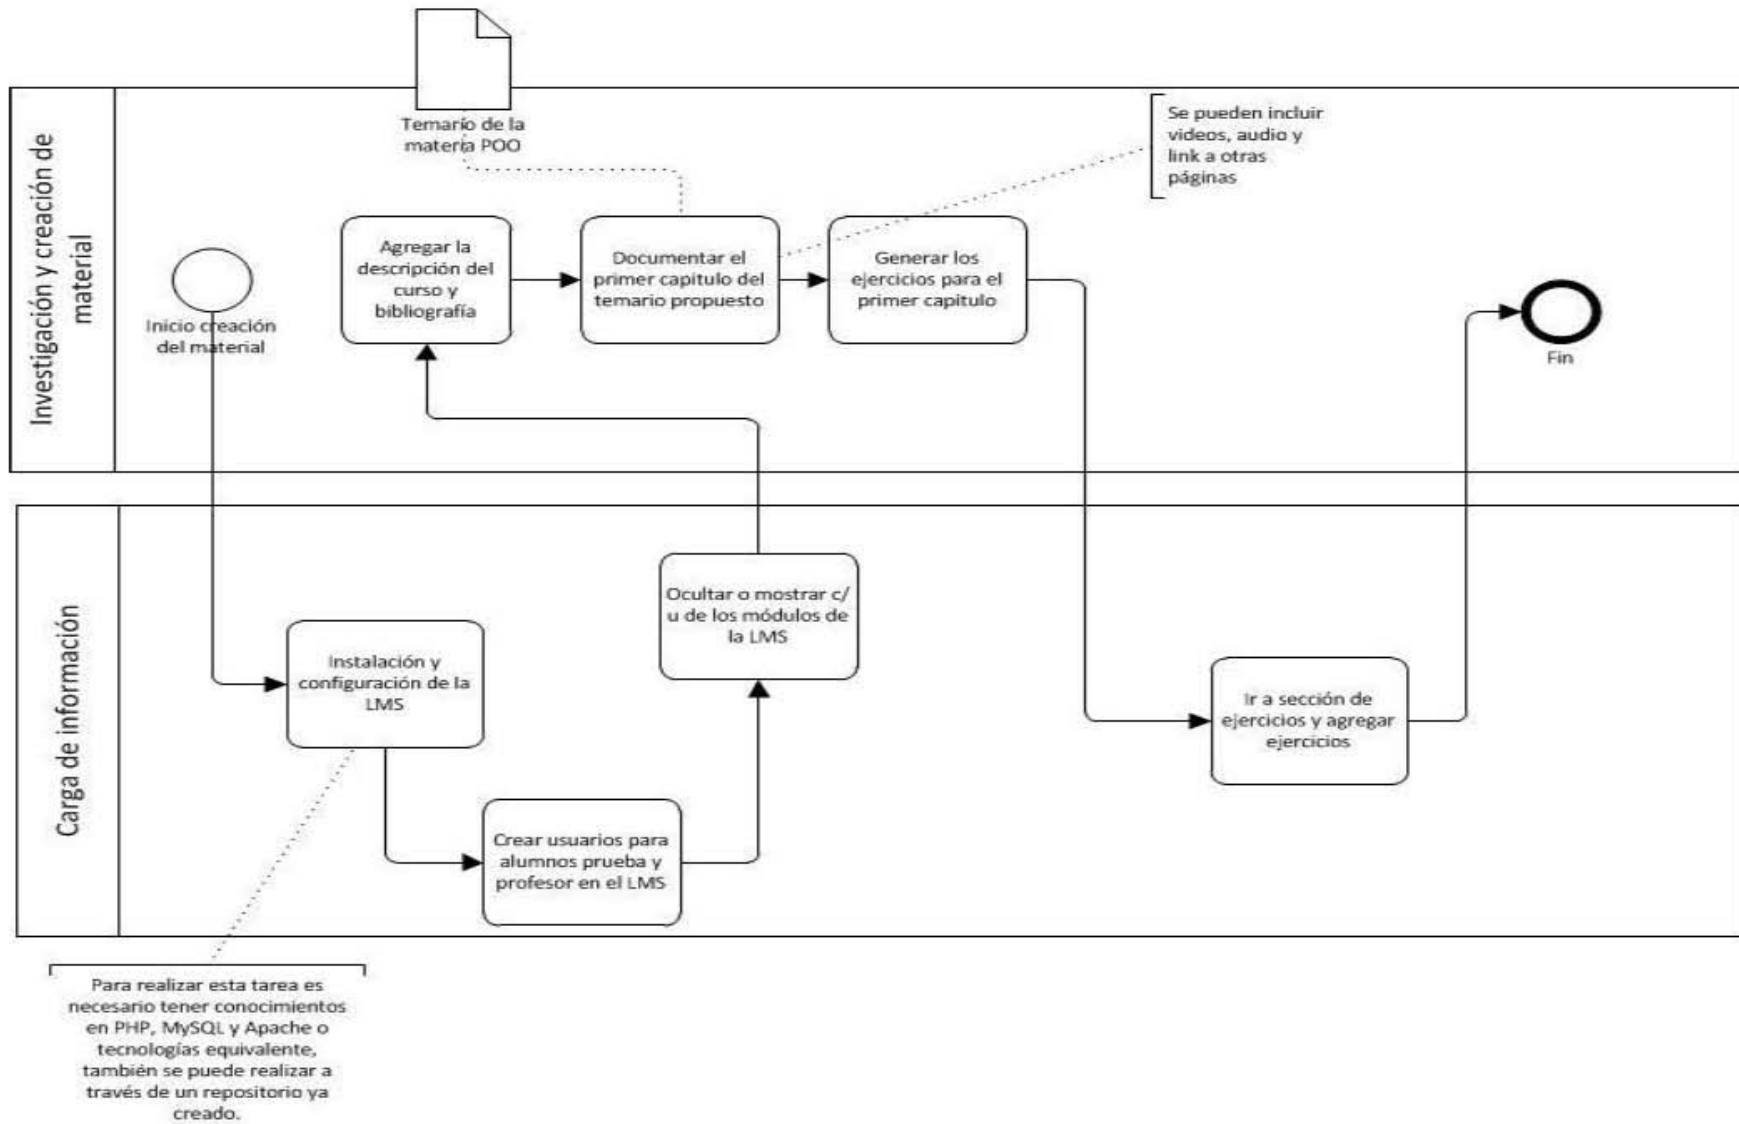 Temario de la
materia POO
Se pueden incluir
videos, audio y
link a otras
páginas
Investigación y creación de
material
Inicio creación
del material
Agregar la
descripción del
curso y
bibliografía
Documentar el
primer capitulo del
temario propuesto
Generar los
ejercicios para el
primer capítulo
Fin
Carga de información
Instalación y
configuración de la
LMS
Crear usuarios para
alumnos prueba y
profesor en el LMS
Ocultar o mostrar c/
u de los módulos de
la LMS
Ir a sección de
ejercicios y agregar
ejercicios
Para realizar esta tarea es
necesario tener conocimientos
en PHP, MySQL y Apache o
tecnologías equivalente,
también se puede realizar a
través de un repositorio ya
creado.